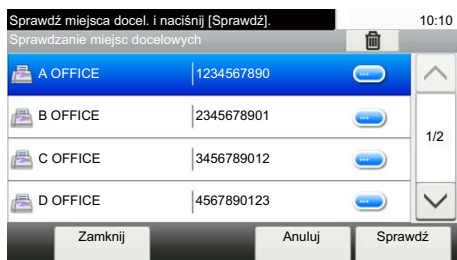 Sprawdź miejsca docel. i naciśnij [Sprawdź]. 10:10
Sprawdzanie miejsc docelowych
A OFFICE 1234567890
B OFFICE 2345678901
1/2
C OFFICE 3456789012
D OFFICE 4567890123
Zamknij Anuluj Sprawdź